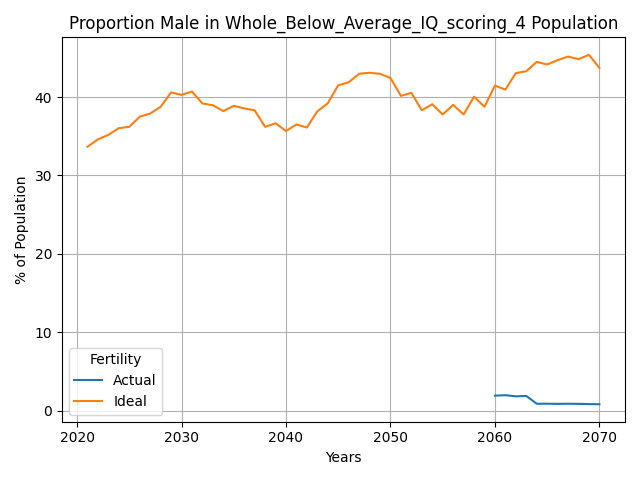 Proportion Male in Whole_Below_Average_IQ_scoring_4 Population
% of Population
40
30
20
10
0
Fertility
Actual
Ideal
2020 2030 2040 2050 2060 2070
Years